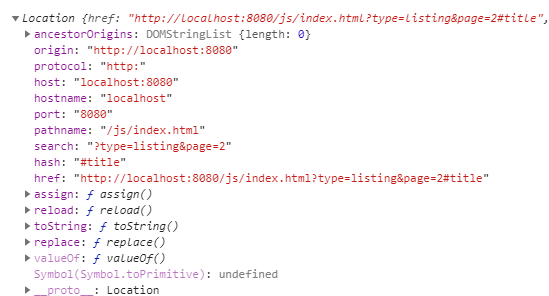 ▼Location {href: "http://localhost:8080/js/index.html?type=listing&page=2#title",
▶ancestorOrigins: DOMStringList {length: 0}
origin: "http://localhost:8080"
protocol: "http:"
host: "localhost:8080"
hostname: "localhost"
port: "8080"
pathname: "/js/index.html"
search: "?type=listing&page=2"
hash: "#title"
href: "http://localhost:8080/js/index.html?type=listing&page=2#title"
▶assign: ƒ assign()
▶reload: ƒ reload()
▶toString: ƒ toString()
▶replace: ƒ replace()
▶valueOf: ƒ valueOf()
Symbol(Symbol.toPrimitive): undefined
▶__proto__: Location